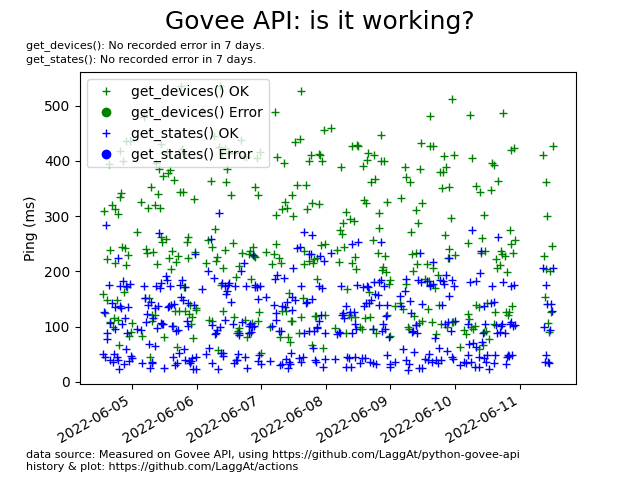 Govee API: is it working?
get_devices(): No recorded error in 7 days.
get_states(): No recorded error in 7 days.
get_devices() OK
get_devices() Error
get_states() OK
get_states() Error
Ping (ms)
500
400
300
200
100
0
2022-06-05
2022-06-06
2022-06-07
2022-06-08
2022-06-09
2022-06-10
2022-06-11
data source: Measured on Govee API, using https://github.com/LaggAt/python-govee-api
history & plot: https://github.com/LaggAt/actions